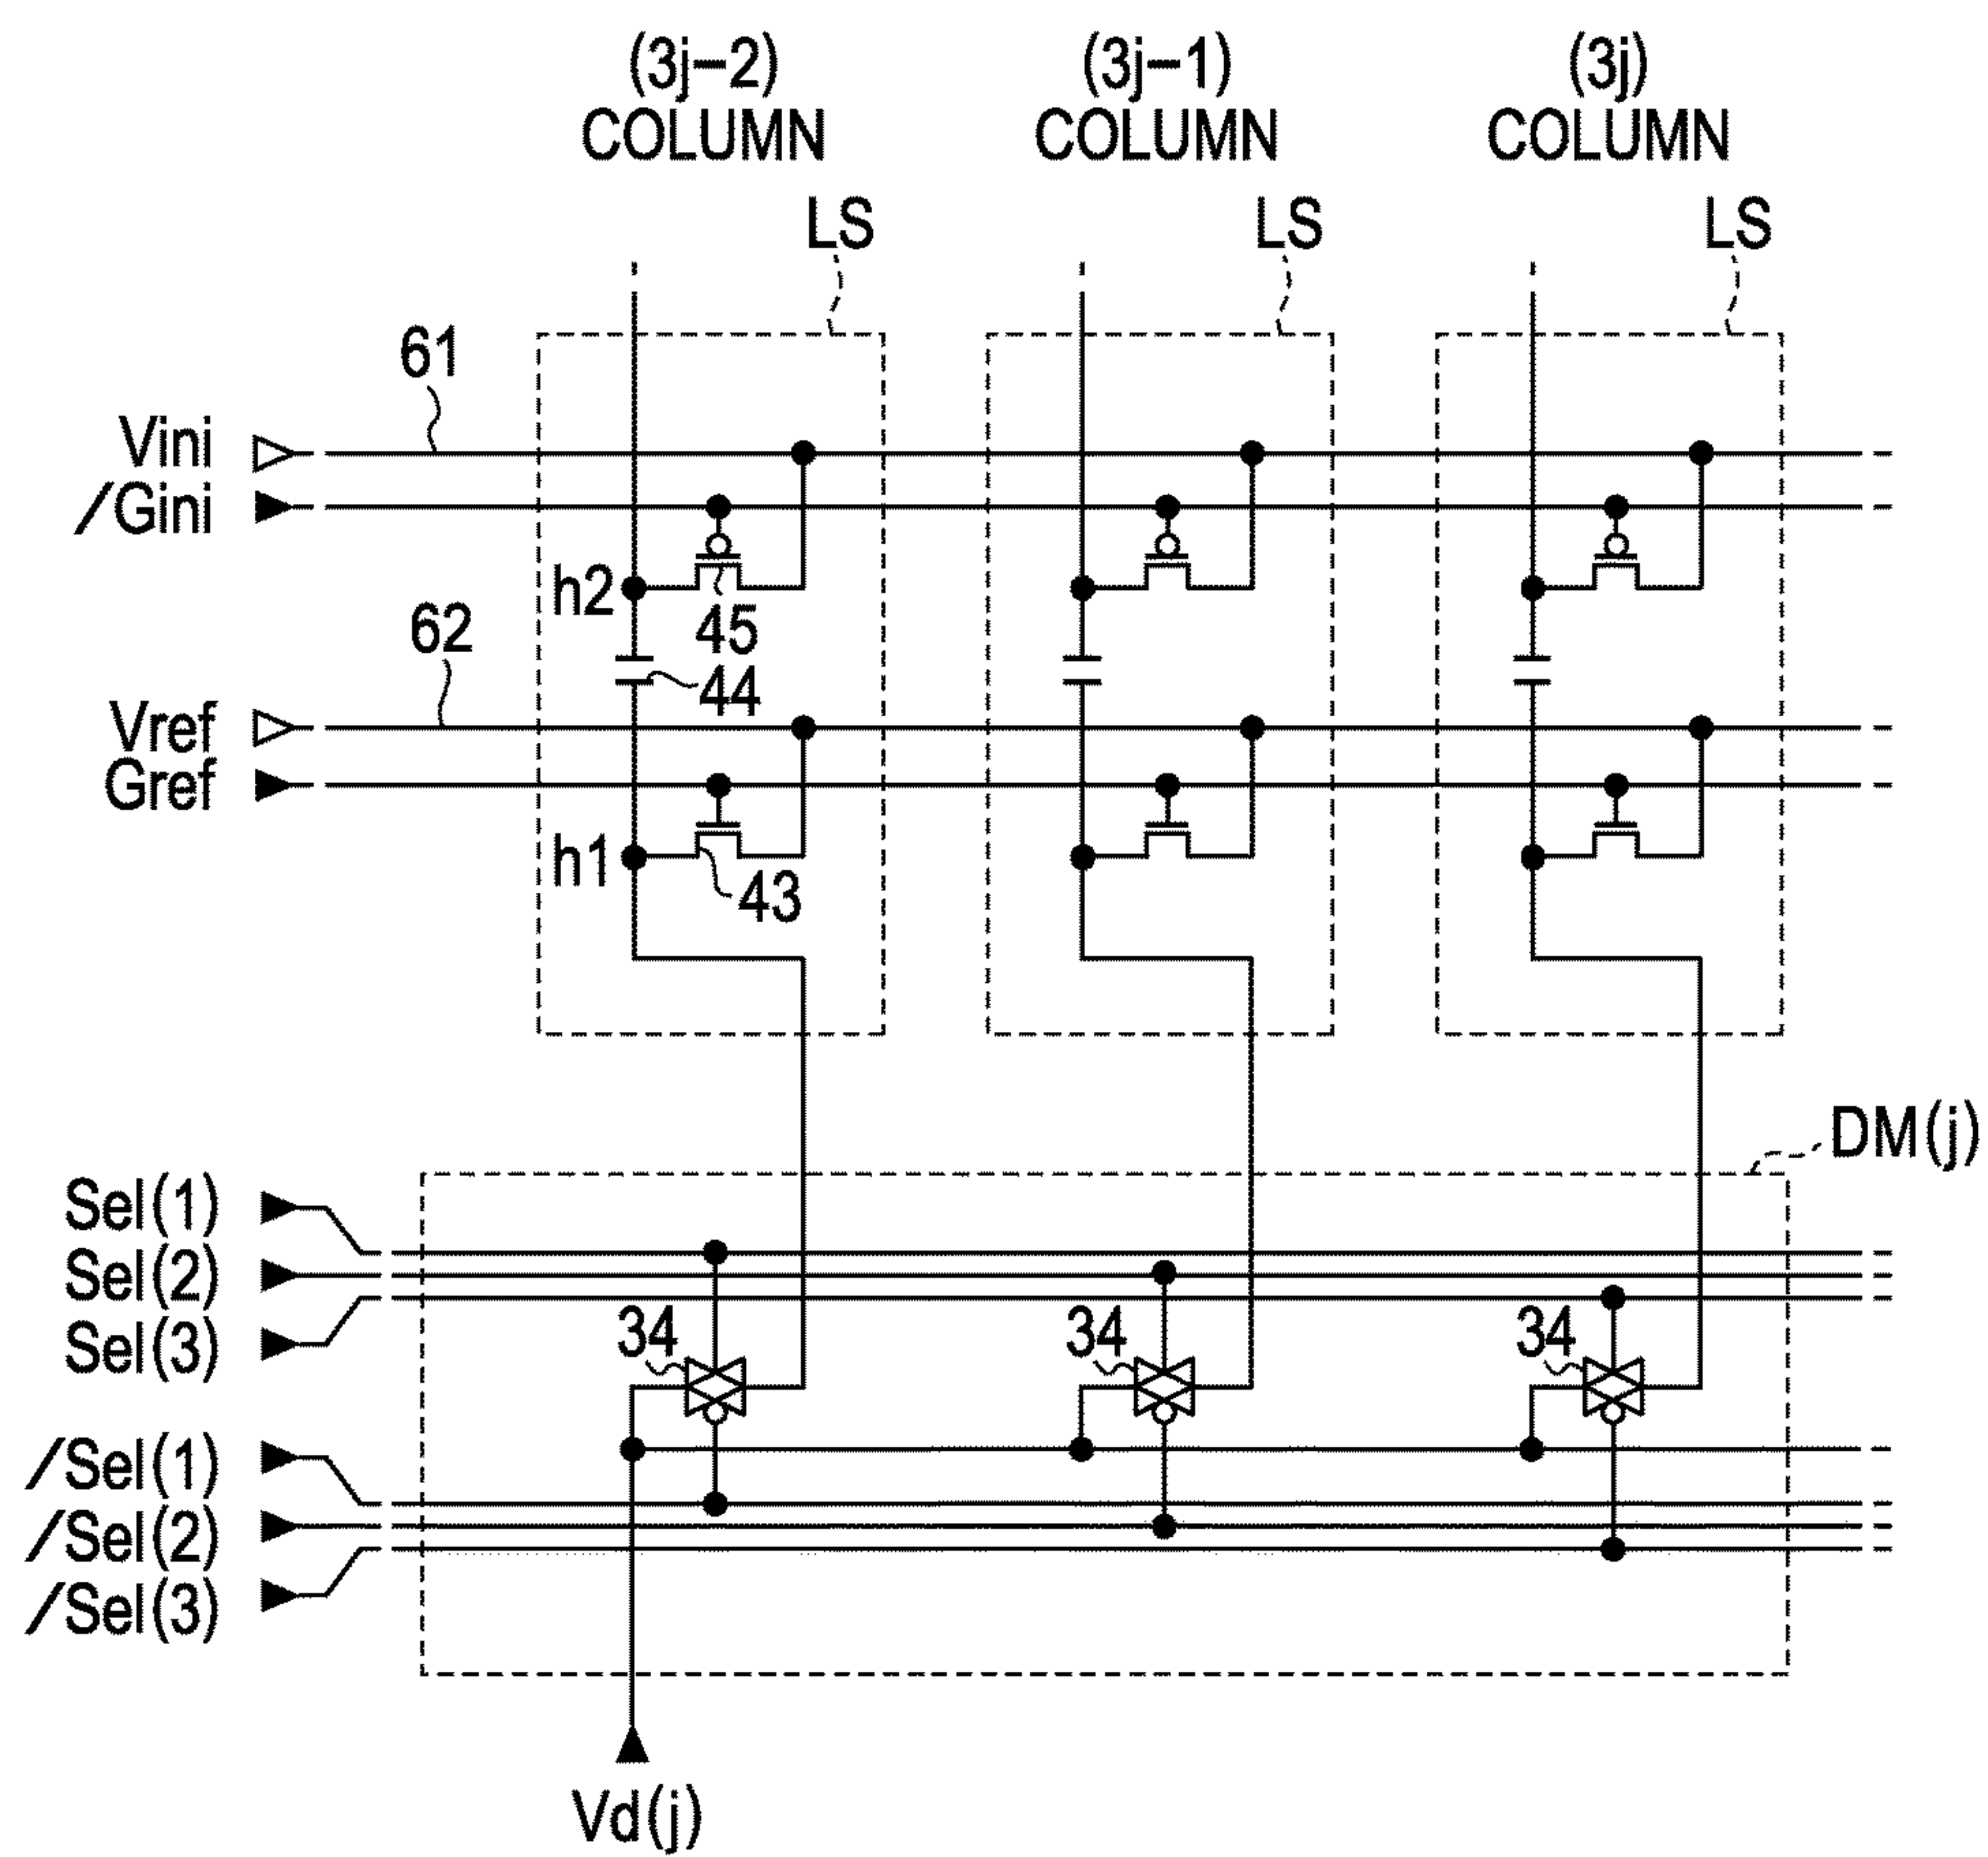 (3j-2)
COLUMN
(3j-1)
COLUMN
(3j)
COLUMN
LS
LS
LS
61
Vini
/Gini
h2
45
62
44
Vref
Gref
h1
43
DM(j)
Sel(1)
Sel(2)
Sel(3)
34
34
34
/Sel(1)
/Sel(2)
/Sel(3)
Vd(j)